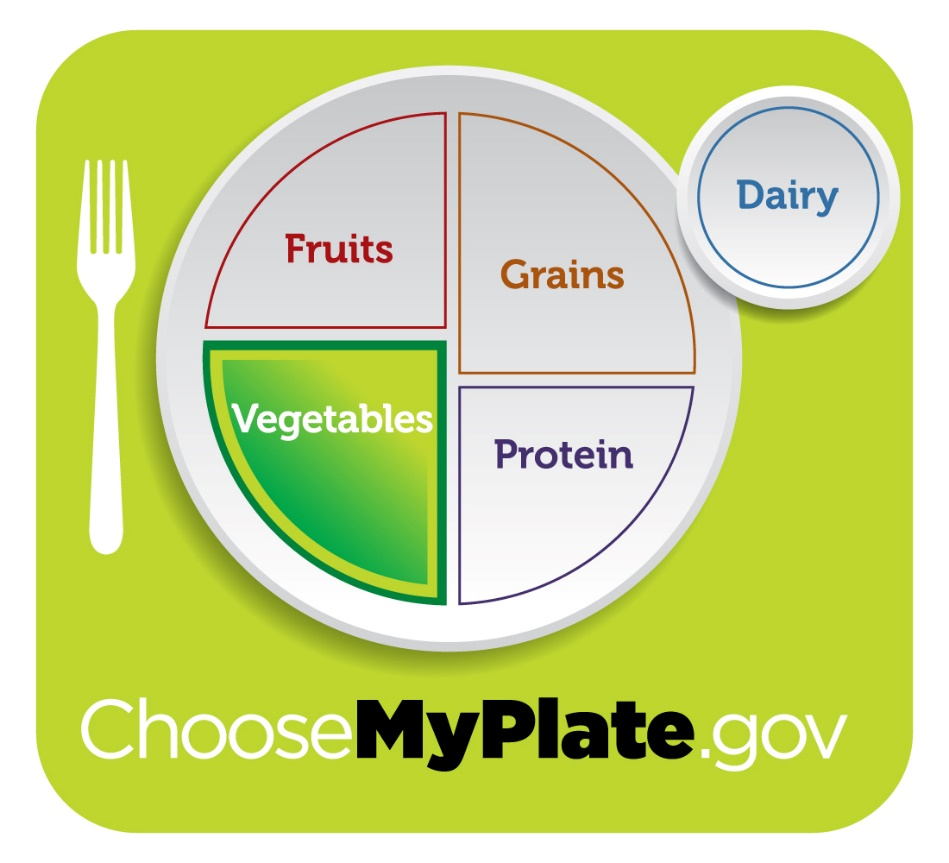 Dairy
Fruits
Grains
Vegetables
Protein
ChooseMyPlate.gov